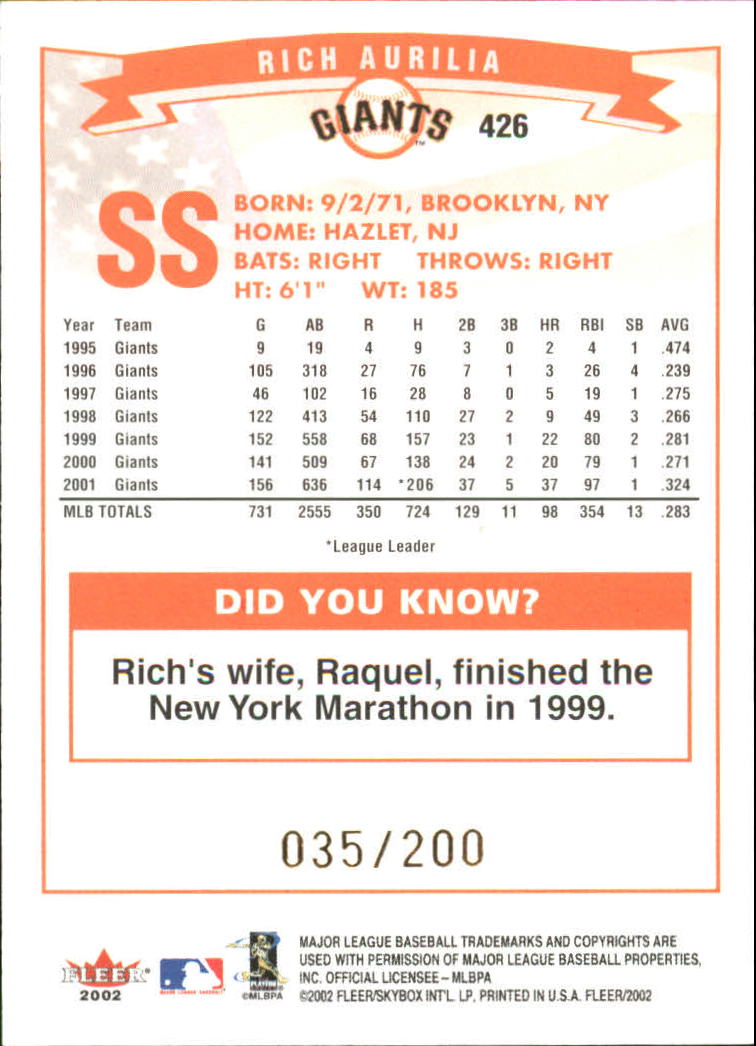 RICH AURILIA
GIANTS 426
SS
BORN: 9/2/71, BROOKLYN, NY
HOME: HAZLET, NJ
BATS: RIGHT THROWS: RIGHT
HT: 6'1" WT: 185
Year Team G AB R H 2B 3B HR RBI SB AVG
1995 Giants 9 19 4 9 3 0 2 4 1 .474
1996 Giants 105 318 27 76 7 1 3 26 4 .239
1997 Giants 46 102 16 28 8 0 5 19 1 .275
1998 Giants 122 413 54 110 27 2 9 49 3 .266
1999 Giants 152 558 68 157 23 1 22 80 2 .281
2000 Giants 141 509 67 138 24 2 20 79 1 .271
2001 Giants 156 636 114 *206 37 5 37 97 1 .324
MLB TOTALS 731 2555 350 724 129 11 98 354 13 .283
*League Leader
DID YOU KNOW?
Rich's wife, Raquel, finished the
New York Marathon in 1999.
035/200
FLEER®
2002
©MLBPA
MAJOR LEAGUE BASEBALL TRADEMARKS AND COPYRIGHTS ARE
USED WITH PERMISSION OF MAJOR LEAGUE BASEBALL PROPERTIES,
INC. OFFICIAL LICENSEE – MLBPA
©2002 FLEER/SKYBOX INT'L. LP. PRINTED IN U.S.A. FLEER/2002